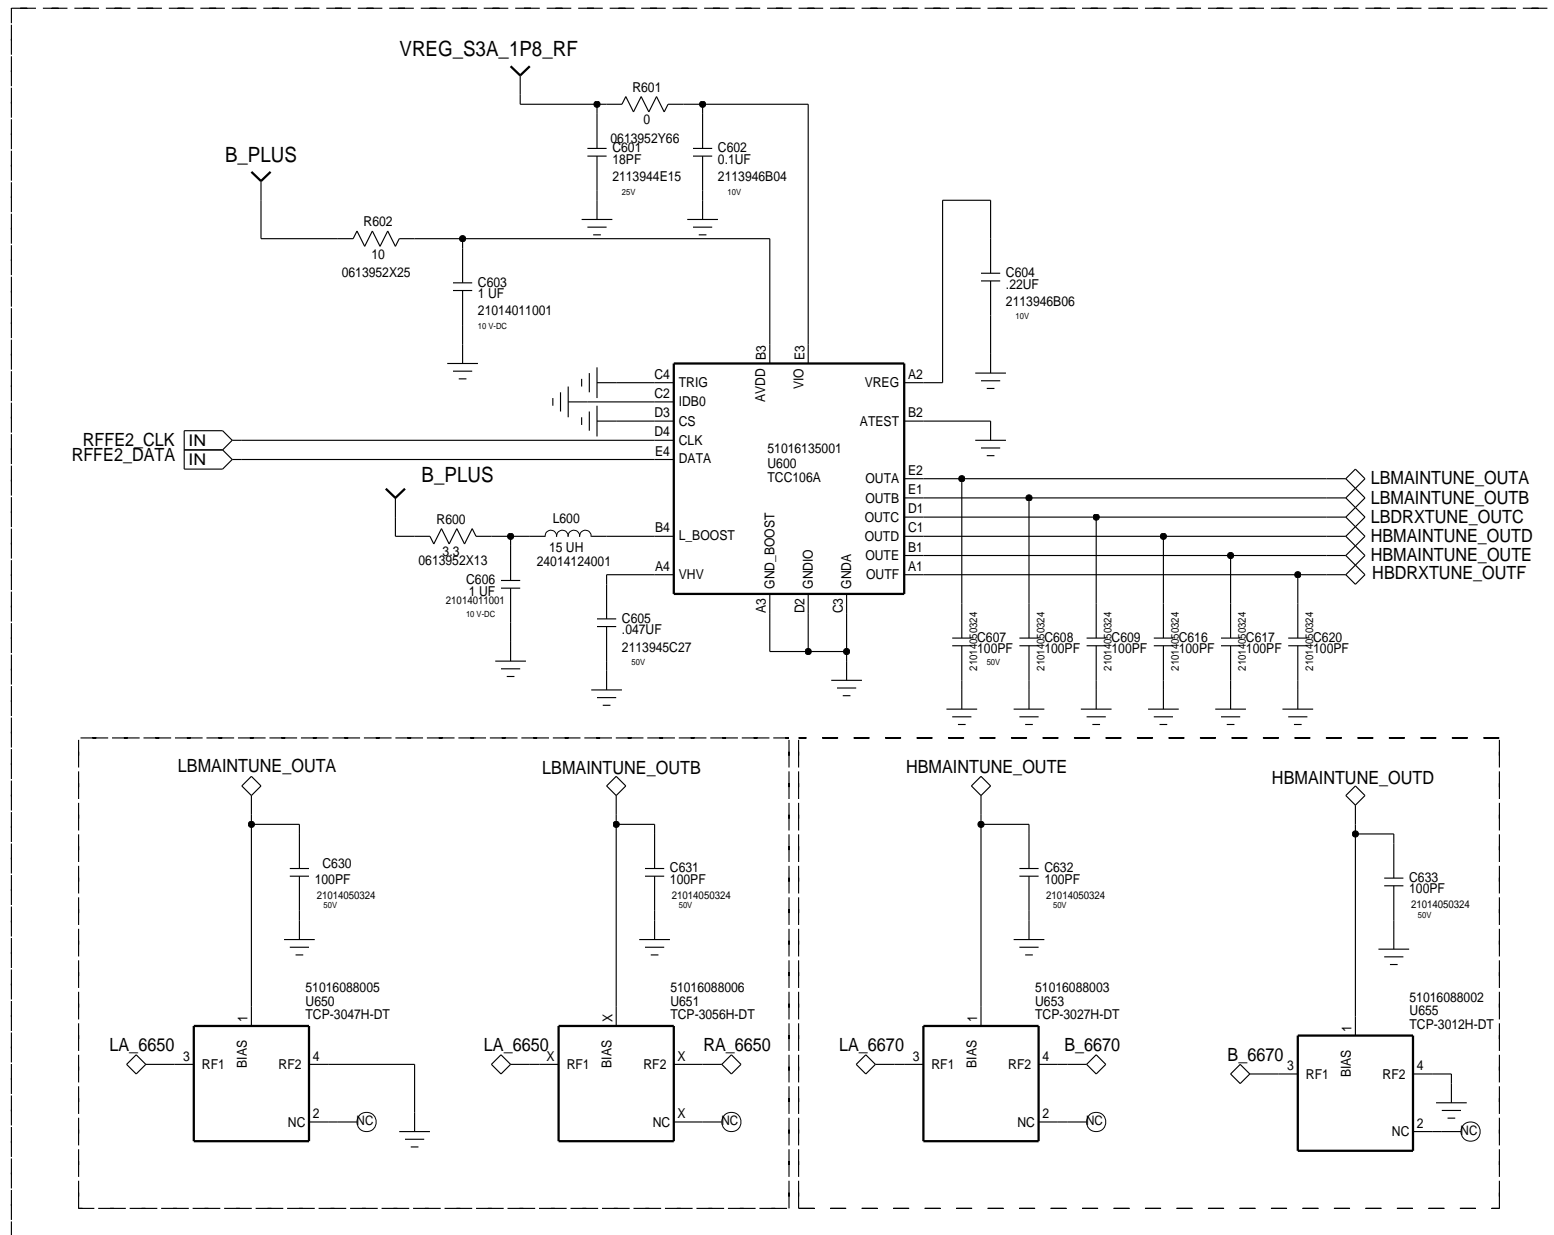 VREG_S3A_1P8_RF
R601
0
0613952Y66
C601
18PF
2113944E15
25V
C602
0.1UF
2113946B04
10V
B_PLUS
R602
10
0613952X25
C603
1 UF
21014011001
10 V-DC
C604
.22UF
2113946B06
10V
B3
E3
AVDD
VIO
C4
TRIG
C2
IDB0
D3
CS
D4
CLK
E4
DATA
RFFE2_CLK
IN
RFFE2_DATA
IN
VREG
A2
ATEST
B2
51016135001
U600
TCC106A
B_PLUS
R600
3.3
0613952X13
L600
15 UH
24014124001
C606
1 UF
21014011001
10 V-DC
B4
L_BOOST
A4
VHV
C605
.047UF
2113945C27
50V
GND_BOOST
GNDIO
GNDA
A3
D2
C3
OUTA
E2
LBMAINTUNE_OUTA
OUTB
E1
LBMAINTUNE_OUTB
OUTC
D1
LBDRXTUNE_OUTC
OUTD
C1
HBMAINTUNE_OUTD
OUTE
B1
HBMAINTUNE_OUTE
OUTF
A1
HBDRXTUNE_OUTF
21014050324
C607
100PF
50V
21014050324
C608
100PF
21014050324
C609
100PF
21014050324
C616
100PF
21014050324
C617
100PF
21014050324
C620
100PF
LBMAINTUNE_OUTA
C630
100PF
21014050324
50V
51016088005
U650
TCP-3047H-DT
1
BIAS
LA_6650
3
RF1
RF2
4
NC
2
NC
LBMAINTUNE_OUTB
C631
100PF
21014050324
50V
51016088006
U651
TCP-3056H-DT
X
BIAS
LA_6650
X
RF1
RF2
X
RA_6650
NC
X
NC
HBMAINTUNE_OUTE
C632
100PF
21014050324
50V
51016088003
U653
TCP-3027H-DT
1
BIAS
LA_6670
3
RF1
RF2
4
B_6670
NC
2
NC
HBMAINTUNE_OUTD
C633
100PF
21014050324
50V
51016088002
U655
TCP-3012H-DT
1
BIAS
B_6670
3
RF1
RF2
4
NC
2
NC